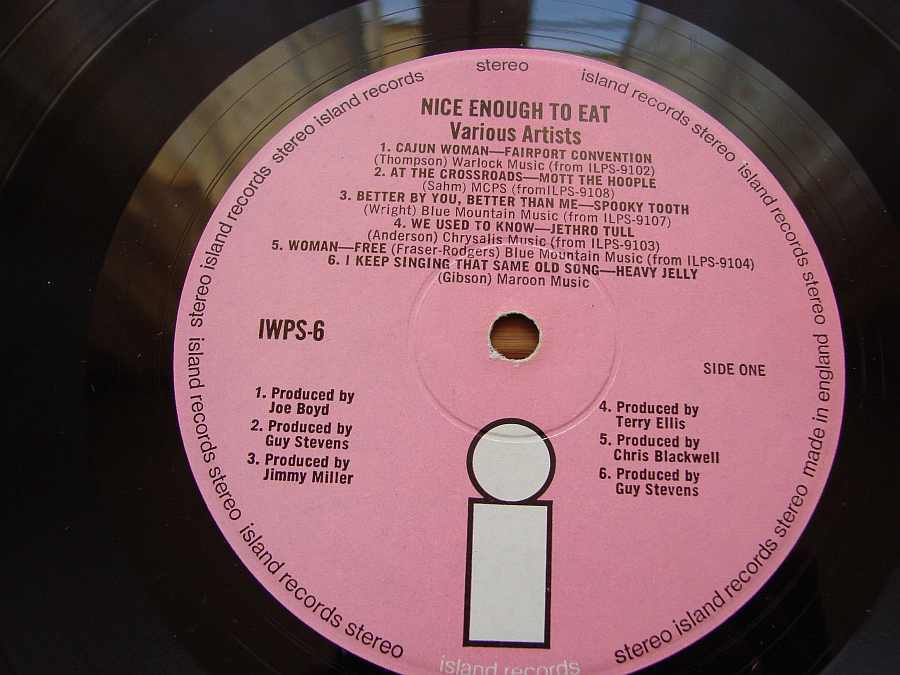 stereo
island records stereo island records stereo island records stereo island records stereo
island records stereo island records stereo made in england
stereo island records stereo
island records
NICE ENOUGH TO EAT
Various Artists
1. CAJUN WOMAN—FAIRPORT CONVENTION
(Thompson) Warlock Music (from ILPS-9102)
2. AT THE CROSSROADS—MOTT THE HOOPLE
(Sahm) MCPS (fromILPS-9108)
3. BETTER BY YOU, BETTER THAN ME—SPOOKY TOOTH
(Wright) Blue Mountain Music (from ILPS-9107)
4. WE USED TO KNOW—JETHRO TULL
(Anderson) Chrysalis Music (from ILPS-9103)
5. WOMAN—FREE (Fraser-Rodgers) Blue Mountain Music (from ILPS-9104)
6. I KEEP SINGING THAT SAME OLD SONG—HEAVY JELLY
(Gibson) Maroon Music
IWPS-6
SIDE ONE
1. Produced by
Joe Boyd
2. Produced by
Guy Stevens
3. Produced by
Jimmy Miller
4. Produced by
Terry Ellis
5. Produced by
Chris Blackwell
6. Produced by
Guy Stevens